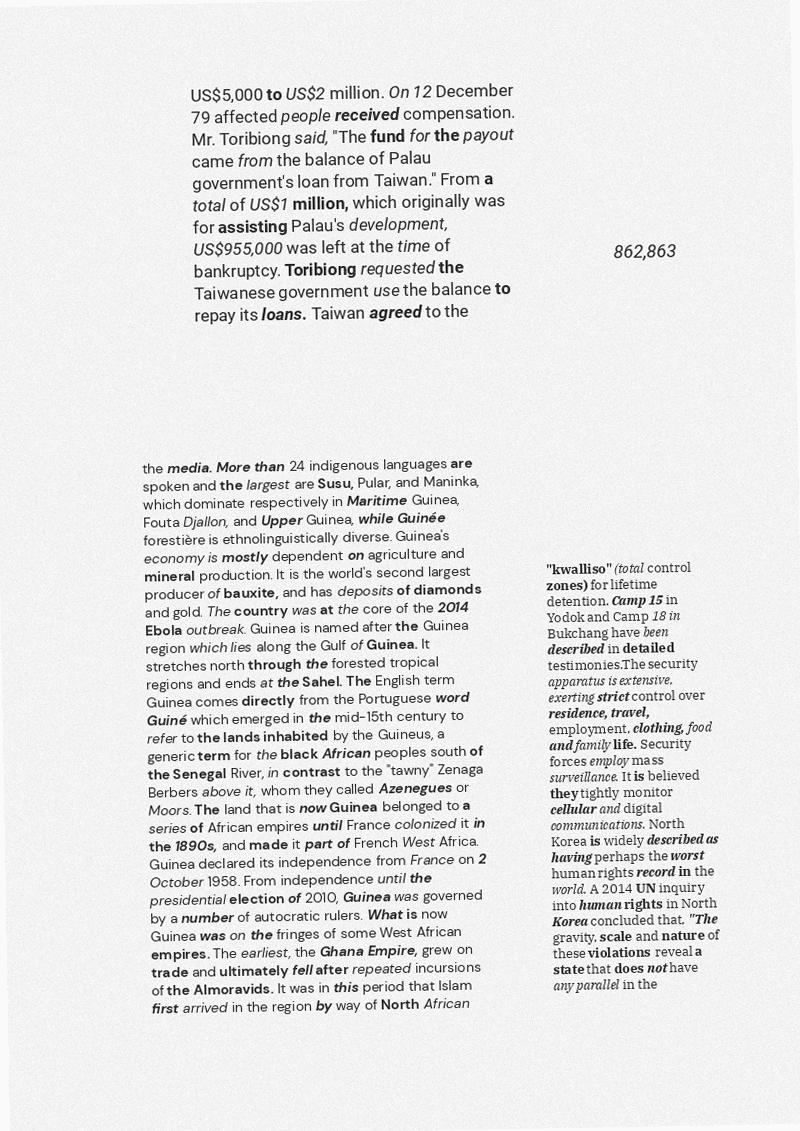 US$5,000 to US$2 million. On 12 December
79 affected people received compensation.
Mr. Toribiong said, "The fund for the payout
came from the balance of Palau
government's loan from Taiwan." From a
total of US$1 million, which originally was
for assisting Palau's development,
US$955,000 was left at the time of
bankruptcy. Toribiong requested the
Taiwanese government use the balance to
repay its loans. Taiwan agreed to the
862,863
the media. More than 24 indigenous languages are
spoken and the largest are Susu, Pular, and Maninka,
which dominate respectively in Maritime Guinea,
Fouta Djallon, and Upper Guinea, while Guinée
forestière is ethnolinguistically diverse. Guinea's
economy is mostly dependent on agriculture and
mineral production. It is the world's second largest
producer of bauxite, and has deposits of diamonds
and gold. The country was at the core of the 2014
Ebola outbreak. Guinea is named after the Guinea
region which lies along the Gulf of Guinea. It
stretches north through the forested tropical
regions and ends at the Sahel. The English term
Guinea comes directly from the Portuguese word
Guiné which emerged in the mid-15th century to
refer to the lands inhabited by the Guineus, a
generic term for the black African peoples south of
the Senegal River, in contrast to the "tawny" Zenaga
Berbers above it, whom they called Azenegues or
Moors. The land that is now Guinea belonged to a
series of African empires until France colonized it in
the 1890s, and made it part of French West Africa.
Guinea declared its independence from France on 2
October 1958. From independence until the
presidential election of 2010, Guinea was governed
by a number of autocratic rulers. What is now
Guinea was on the fringes of some West African
empires. The earliest, the Ghana Empire, grew on
trade and ultimately fell after repeated incursions
of the Almoravids. It was in this period that Islam
first arrived in the region by way of North African
"kwalliso" (total control
zones) for lifetime
detention. Camp 15 in
Yodok and Camp 18 in
Bukchang have been
described in detailed
testimonies.The security
apparatus is extensive,
exerting strict control over
residence, travel,
employment, clothing, food
and family life. Security
forces employ mass
surveillance. It is believed
they tightly monitor
cellular and digital
communications. North
Korea is widely described as
having perhaps the worst
human rights record in the
world. A 2014 UN inquiry
into human rights in North
Korea concluded that, "The
gravity, scale and nature of
these violations reveal a
state that does not have
any parallel in the